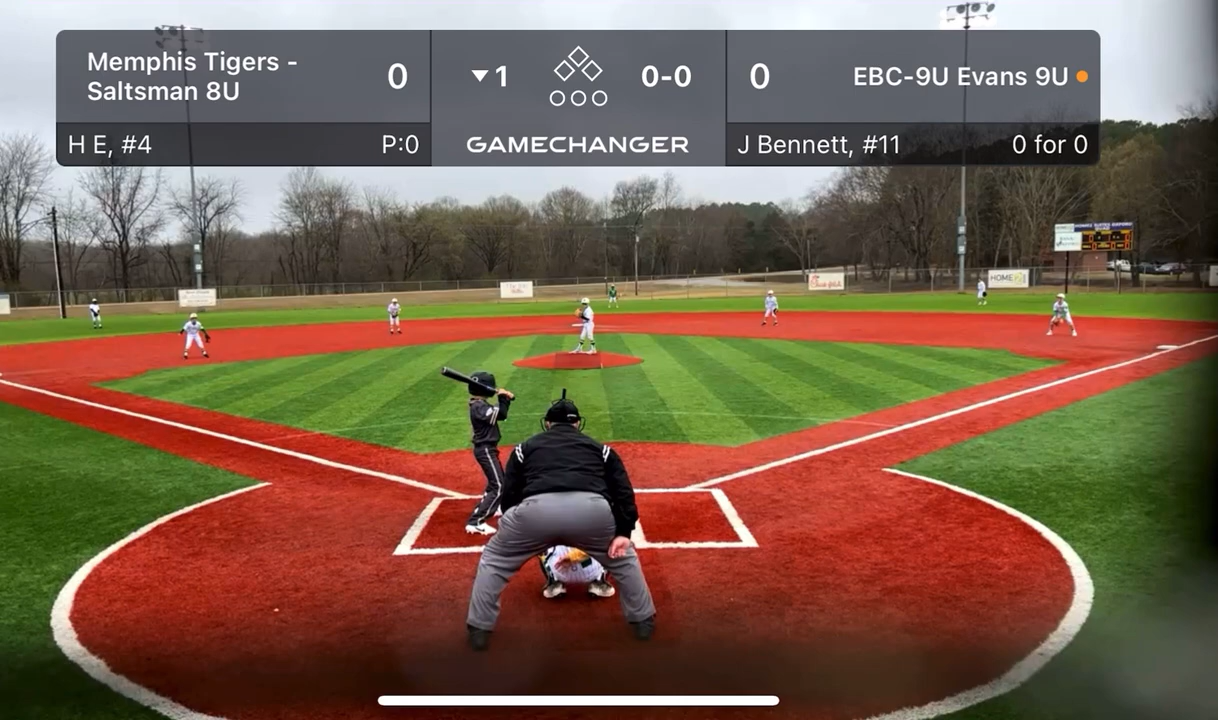 Memphis Tigers -
Saltsman 8U
0
1
0-0
0
EBC-9U Evans 9U
H E, #4
P:0
GAMECHANGER
J Bennett, #11
0 for 0
HOME